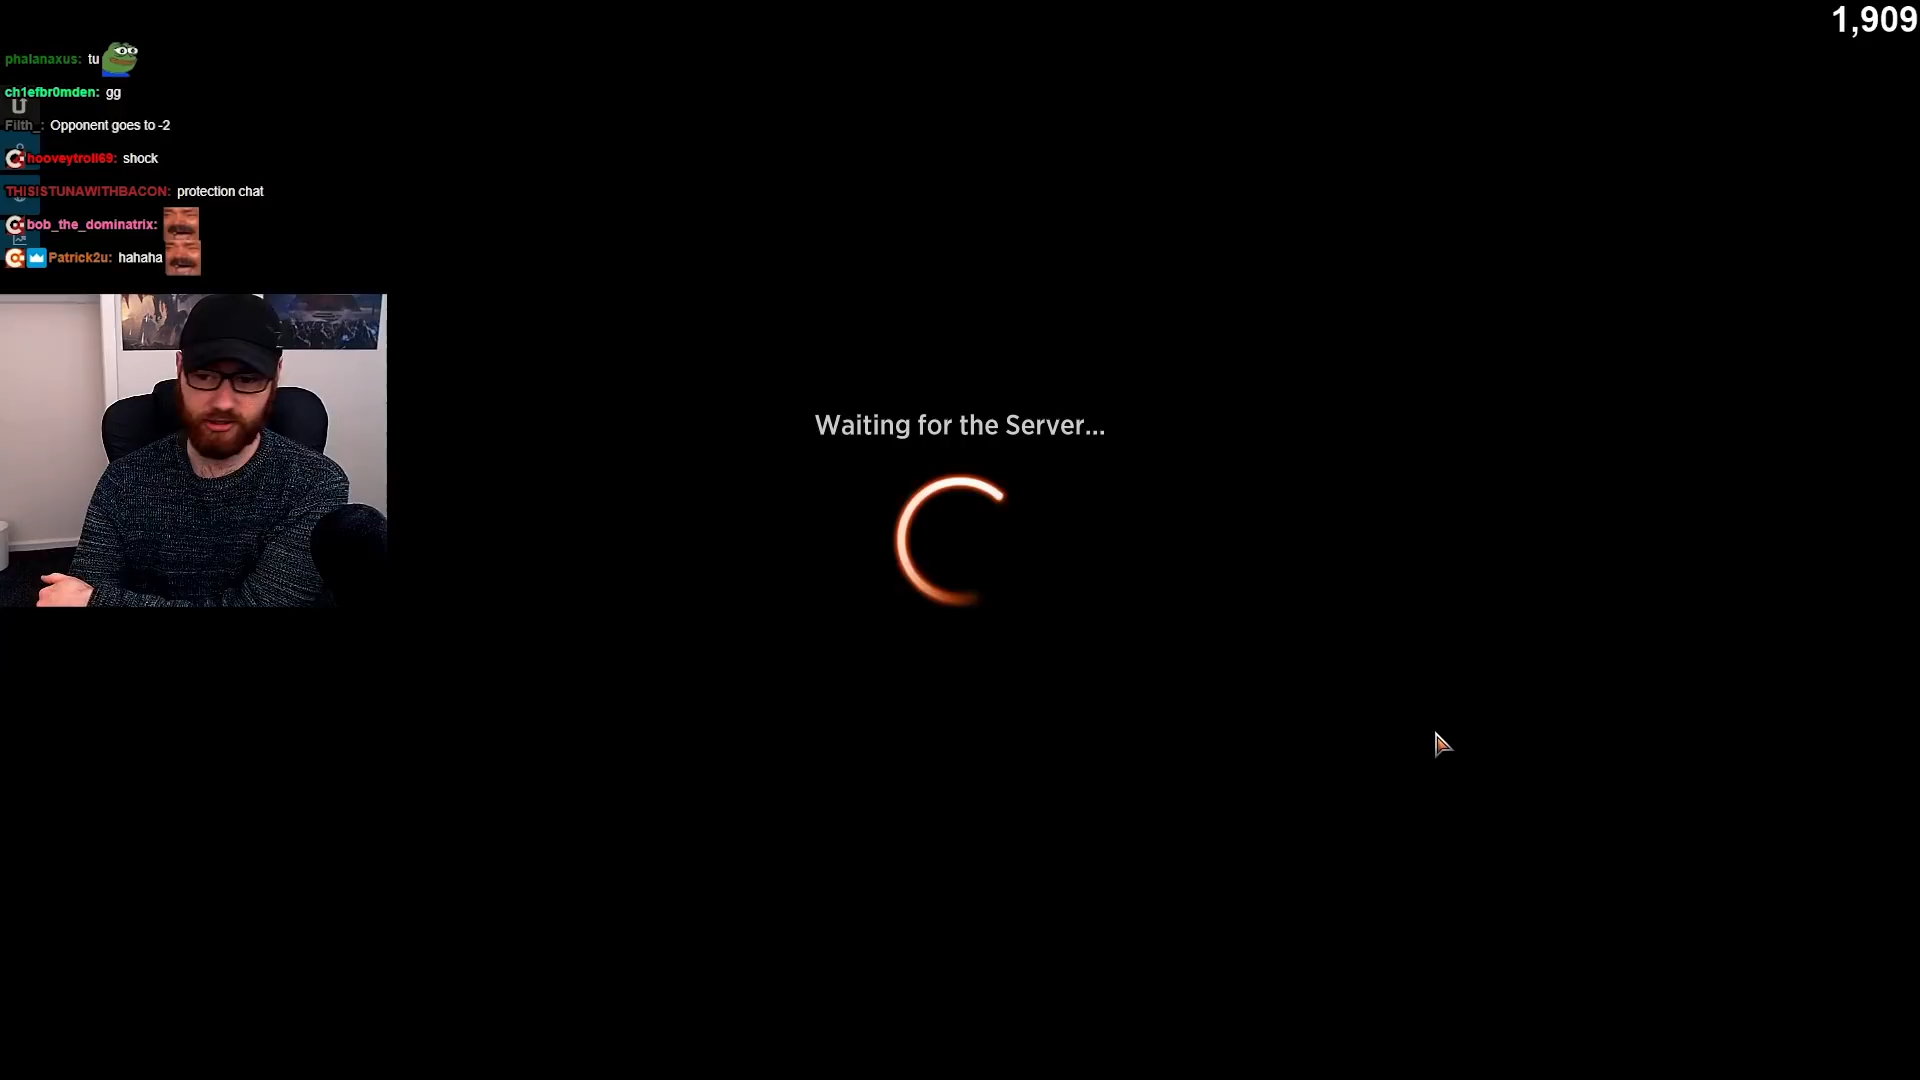 1,909
phalanaxus: tu
ch1efbr0mden: gg
Filth_: Opponent goes to -2
hooveytroll69: shock
THISISTUNAWITHBACON: protection chat
bob_the_dominatrix:
Patrick2u: hahaha
Waiting for the Server...